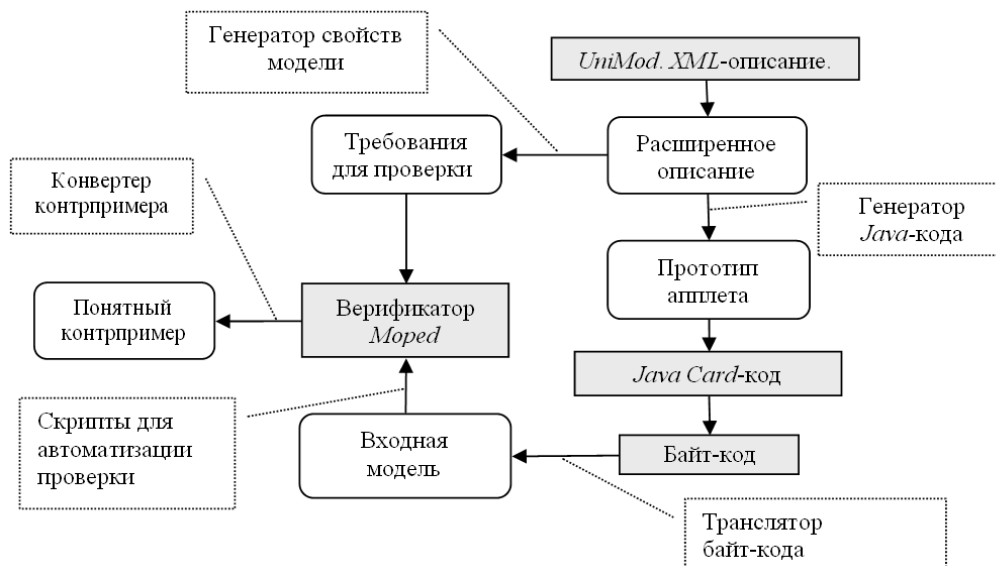 Генератор свойств
модели
UniMod. XML-описание.
Требования
для проверки
Расширенное
описание
Конвертер
контрпримера
Генератор
Java-кода
Прототип
апплета
Понятный
контрпример
Верификатор
Moped
Java Card-код
Скрипты для
автоматизации
проверки
Входная
модель
Байт-код
Транслятор
байт-кода